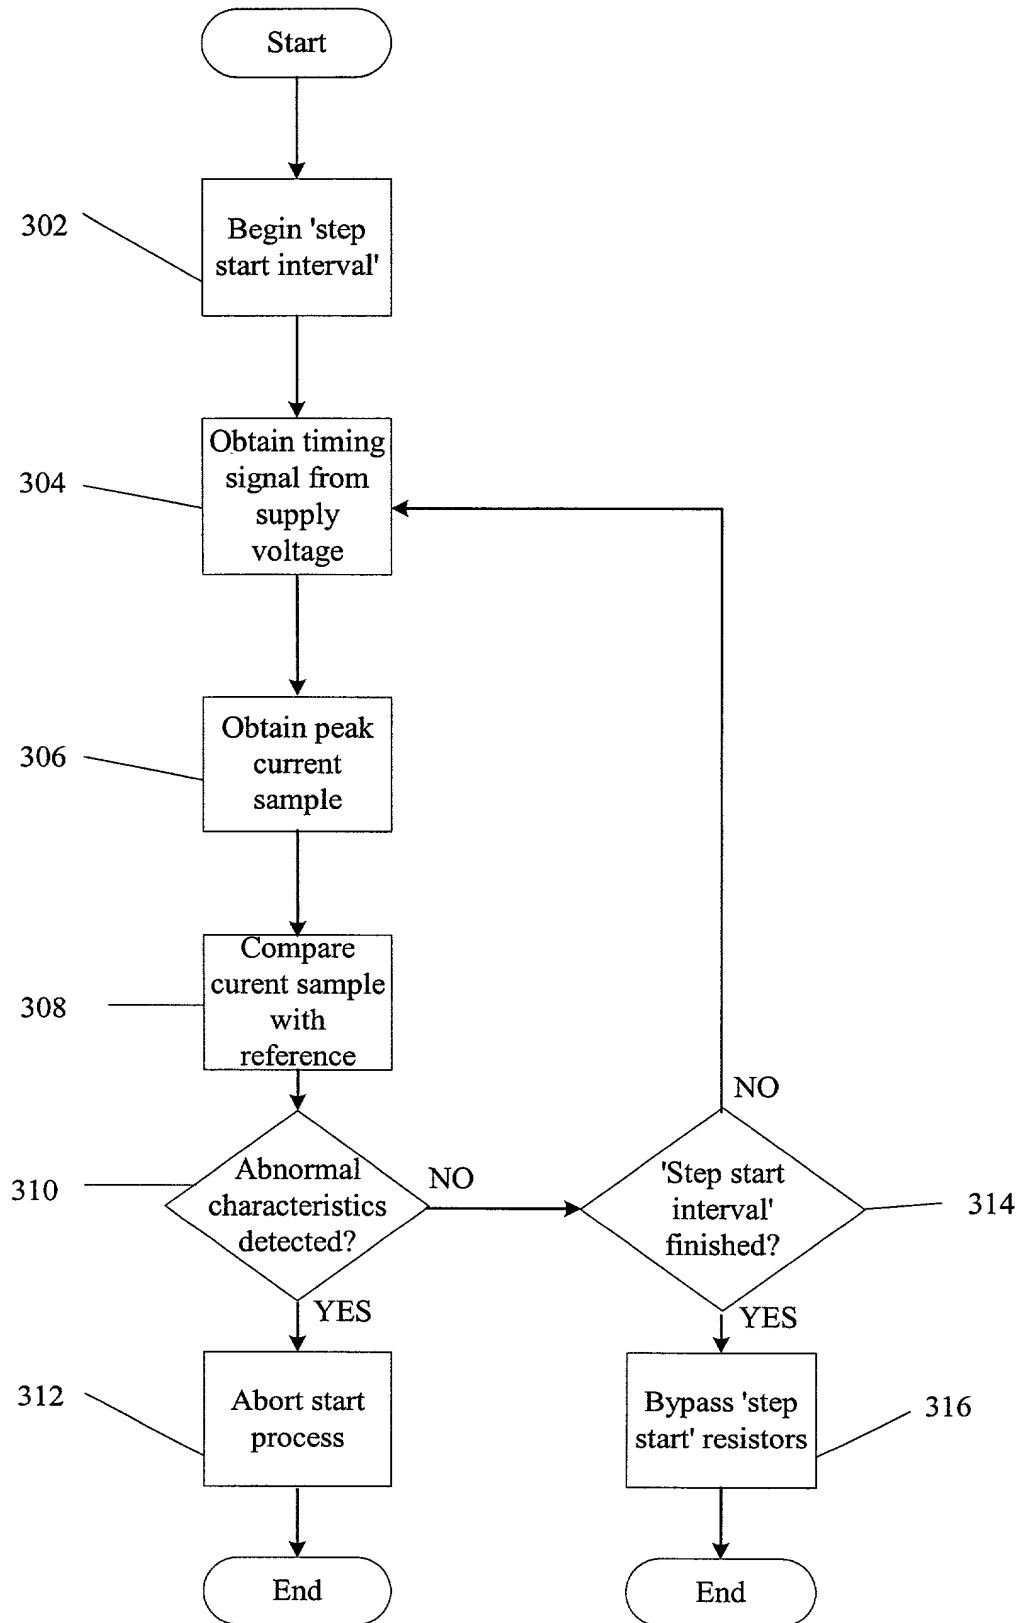 Start
302
Begin 'step
start interval'
304
Obtain timing
signal from
supply
voltage
306
Obtain peak
current
sample
308
Compare
curent sample
with
reference
310
Abnormal
characteristics
detected?
NO
YES
'Step start
interval'
finished?
314
NO
YES
312
Abort start
process
Bypass 'step
start' resistors
316
End
End